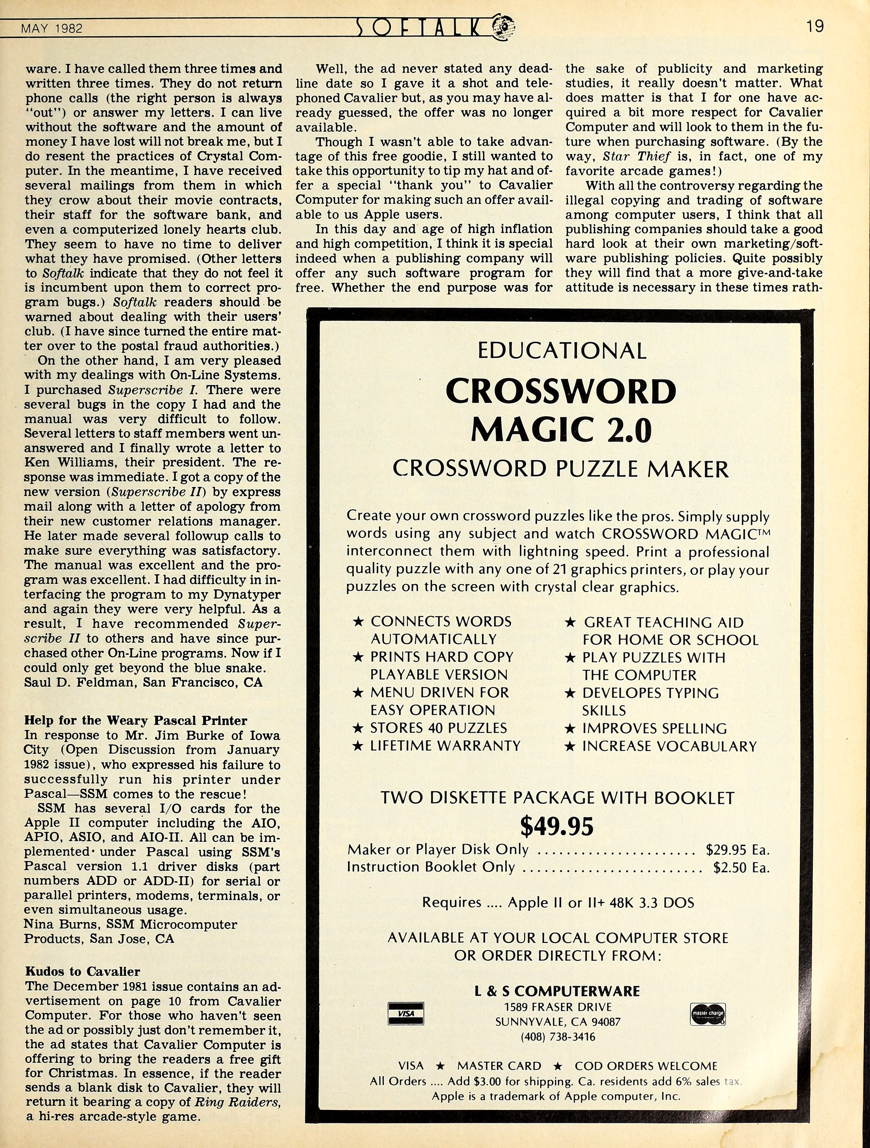 MAY 1982
SOFTALK
19
ware. I have called them three times and
written three times. They do not return
phone calls (the right person is always
"out") or answer my letters. I can live
without the software and the amount of
money I have lost will not break me, but I
do resent the practices of Crystal Com-
puter. In the meantime, I have received
several mailings from them in which
they crow about their movie contracts,
their staff for the software bank, and
even a computerized lonely hearts club.
They seem to have no time to deliver
what they have promised. (Other letters
to Softalk indicate that they do not feel it
is incumbent upon them to correct pro-
gram bugs.) Softalk readers should be
warned about dealing with their users'
club. (I have since turned the entire mat-
ter over to the postal fraud authorities.)
On the other hand, I am very pleased
with my dealings with On-Line Systems.
I purchased Superscribe I. There were
several bugs in the copy I had and the
manual was very difficult to follow.
Several letters to staff members went un-
answered and I finally wrote a letter to
Ken Williams, their president. The re-
sponse was immediate. I got a copy of the
new version (Superscribe II) by express
mail along with a letter of apology from
their new customer relations manager.
He later made several followup calls to
make sure everything was satisfactory.
The manual was excellent and the pro-
gram was excellent. I had difficulty in in-
terfacing the program to my Dynatyper
and again they were very helpful. As a
result, I have recommended Super-
scribe II to others and have since pur-
chased other On-Line programs. Now if I
could only get beyond the blue snake.
Saul D. Feldman, San Francisco, CA
Help for the Weary Pascal Printer
In response to Mr. Jim Burke of Iowa
City (Open Discussion from January
1982 issue), who expressed his failure to
successfully run his printer under
Pascal—SSM comes to the rescue!
SSM has several I/O cards for the
Apple II computer including the AIO,
APIO, ASIO, and AIO-II. All can be im-
plemented under Pascal using SSM's
Pascal version 1.1 driver disks (part
numbers ADD or ADD-II) for serial or
parallel printers, modems, terminals, or
even simultaneous usage.
Nina Burns, SSM Microcomputer
Products, San Jose, CA
Kudos to Cavalier
The December 1981 issue contains an ad-
vertisement on page 10 from Cavalier
Computer. For those who haven't seen
the ad or possibly just don't remember it,
the ad states that Cavalier Computer is
offering to bring the readers a free gift
for Christmas. In essence, if the reader
sends a blank disk to Cavalier, they will
return it bearing a copy of Ring Raiders,
a hi-res arcade-style game.
Well, the ad never stated any dead-
line date so I gave it a shot and tele-
phoned Cavalier but, as you may have al-
ready guessed, the offer was no longer
available.
Though I wasn't able to take advan-
tage of this free goodie, I still wanted to
take this opportunity to tip my hat and of-
fer a special "thank you" to Cavalier
Computer for making such an offer avail-
able to us Apple users.
In this day and age of high inflation
and high competition, I think it is special
indeed when a publishing company will
offer any such software program for
free. Whether the end purpose was for
the sake of publicity and marketing
studies, it really doesn't matter. What
does matter is that I for one have ac-
quired a bit more respect for Cavalier
Computer and will look to them in the fu-
ture when purchasing software. (By the
way, Star Thief is, in fact, one of my
favorite arcade games!)
With all the controversy regarding the
illegal copying and trading of software
among computer users, I think that all
publishing companies should take a good
hard look at their own marketing/soft-
ware publishing policies. Quite possibly
they will find that a more give-and-take
attitude is necessary in these times rath-
EDUCATIONAL
CROSSWORD
MAGIC 2.0
CROSSWORD PUZZLE MAKER
Create your own crossword puzzles like the pros. Simply supply
words using any subject and watch CROSSWORD MAGIC™
interconnect them with lightning speed. Print a professional
quality puzzle with any one of 21 graphics printers, or play your
puzzles on the screen with crystal clear graphics.
★ CONNECTS WORDS
AUTOMATICALLY
★ PRINTS HARD COPY
PLAYABLE VERSION
★ MENU DRIVEN FOR
EASY OPERATION
★ STORES 40 PUZZLES
★ LIFETIME WARRANTY
★ GREAT TEACHING AID
FOR HOME OR SCHOOL
★ PLAY PUZZLES WITH
THE COMPUTER
★ DEVELOPES TYPING
SKILLS
★ IMPROVES SPELLING
★ INCREASE VOCABULARY
TWO DISKETTE PACKAGE WITH BOOKLET
$49.95
Maker or Player Disk Only ...................... $29.95 Ea.
Instruction Booklet Only ......................... $2.50 Ea.
Requires .... Apple II or II+ 48K 3.3 DOS
AVAILABLE AT YOUR LOCAL COMPUTER STORE
OR ORDER DIRECTLY FROM:
L & S COMPUTERWARE
1589 FRASER DRIVE
SUNNYVALE, CA 94087
(408) 738-3416
VISA
master charge
VISA ★ MASTER CARD ★ COD ORDERS WELCOME
All Orders .... Add $3.00 for shipping. Ca. residents add 6% sales tax.
Apple is a trademark of Apple computer, Inc.